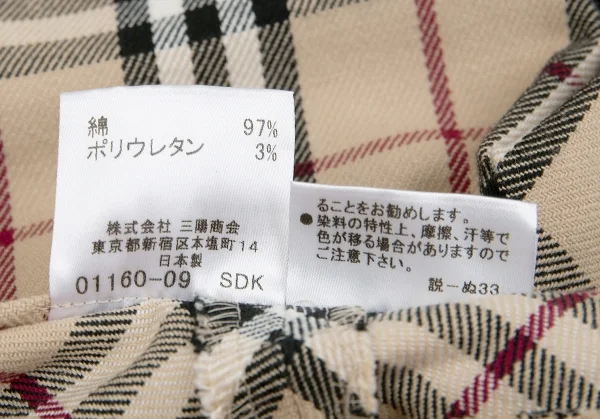 綿 97%
ポリウレタン 3%
株式会社 三陽商会
東京都新宿区本塩町14
日本製
01160-09 SDK
ることをお勧めします。
●染料の特性上、摩擦、汗等で
色が移る場合がありますので
ご注意下さい。
説-ぬ33